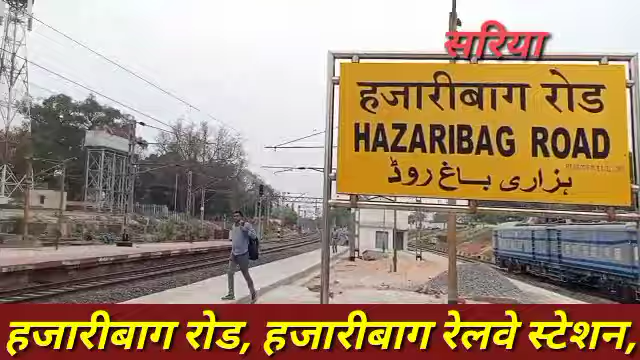 सरिया
हजारीबाग रोड
HAZARIBAG ROAD
ہزاری باغ روڈ
हजारीबाग रोड, हजारीबाग रेलवे स्टेशन,